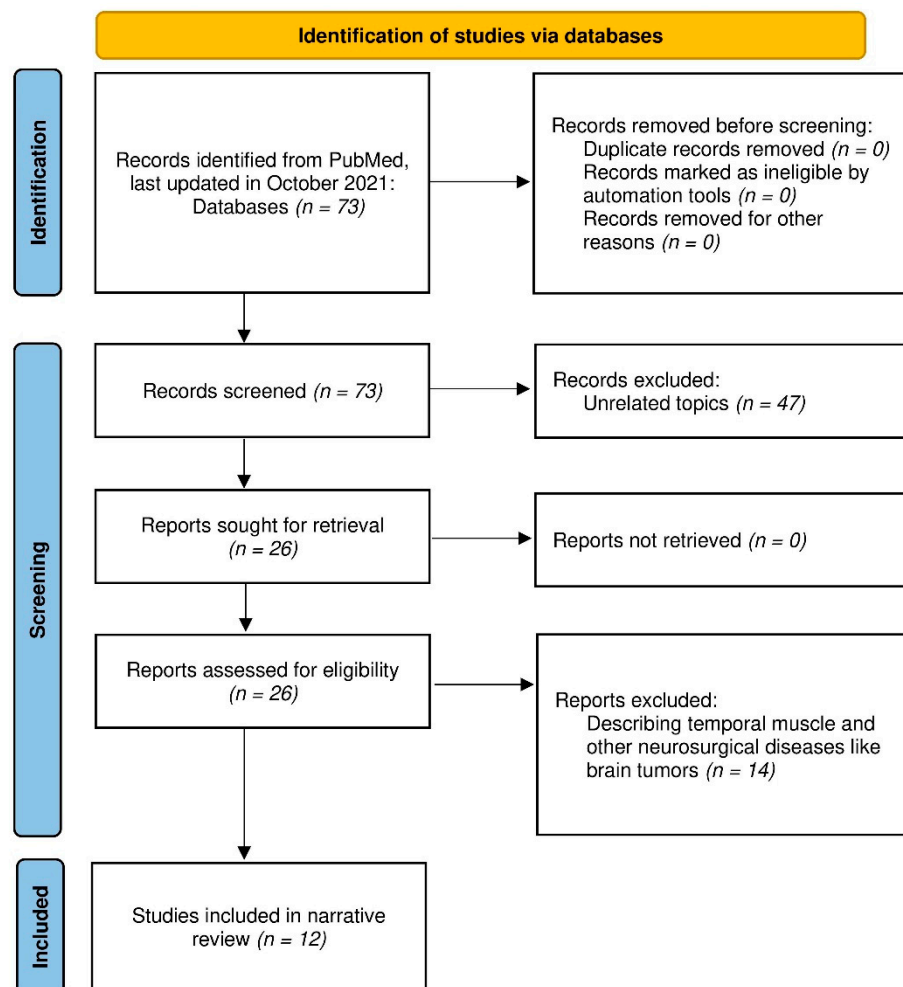 Identification of studies via databases
Identification
Records identified from PubMed,
last updated in October 2021:
Databases (n = 73)
Records removed before screening:
Duplicate records removed (n = 0)
Records marked as ineligible by
automation tools (n = 0)
Records removed for other
reasons (n = 0)
Screening
Records screened (n = 73)
Records excluded:
Unrelated topics (n = 47)
Reports sought for retrieval
(n = 26)
Reports not retrieved (n = 0)
Reports assessed for eligibility
(n = 26)
Reports excluded:
Describing temporal muscle and
other neurosurgical diseases like
brain tumors (n = 14)
Included
Studies included in narrative
review (n = 12)